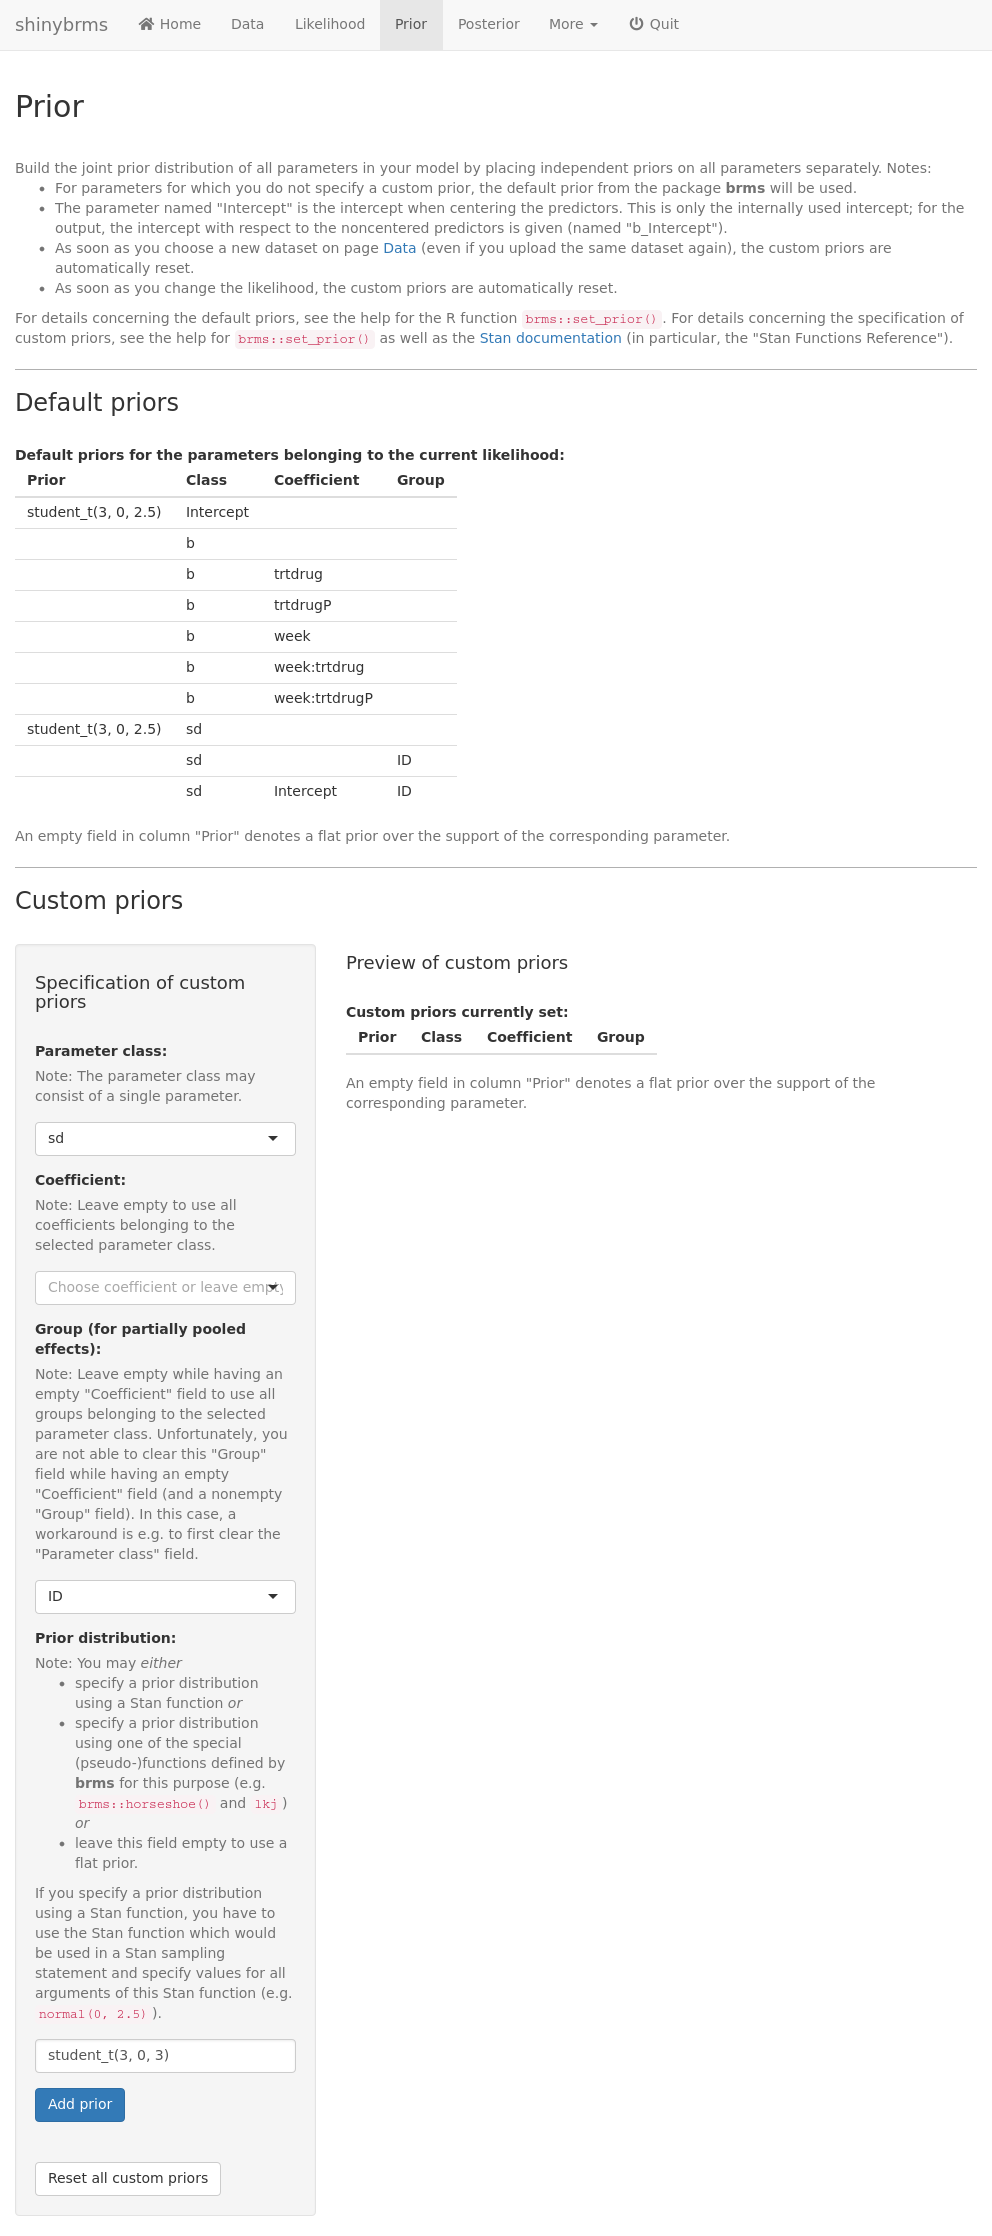 shinybrms Home Data Likelihood Prior Posterior More Quit
Prior
Build the joint prior distribution of all parameters in your model by placing independent priors on all parameters separately. Notes:
• For parameters for which you do not specify a custom prior, the default prior from the package brms will be used.
• The parameter named "Intercept" is the intercept when centering the predictors. This is only the internally used intercept; for the
output, the intercept with respect to the noncentered predictors is given (named "b_Intercept").
• As soon as you choose a new dataset on page Data (even if you upload the same dataset again), the custom priors are
automatically reset.
• As soon as you change the likelihood, the custom priors are automatically reset.
For details concerning the default priors, see the help for the R function brms::set_prior(). For details concerning the specification of
custom priors, see the help for brms::set_prior() as well as the Stan documentation (in particular, the "Stan Functions Reference").
Default priors
Default priors for the parameters belonging to the current likelihood:
Prior Class Coefficient Group
student_t(3, 0, 2.5) Intercept
b
b trtdrug
b trtdrugP
b week
b week:trtdrug
b week:trtdrugP
student_t(3, 0, 2.5) sd
sd ID
sd Intercept ID
An empty field in column "Prior" denotes a flat prior over the support of the corresponding parameter.
Custom priors
Specification of custom
priors
Parameter class:
Note: The parameter class may
consist of a single parameter.
sd
Coefficient:
Note: Leave empty to use all
coefficients belonging to the
selected parameter class.
Choose coefficient or leave empty
Group (for partially pooled
effects):
Note: Leave empty while having an
empty "Coefficient" field to use all
groups belonging to the selected
parameter class. Unfortunately, you
are not able to clear this "Group"
field while having an empty
"Coefficient" field (and a nonempty
"Group" field). In this case, a
workaround is e.g. to first clear the
"Parameter class" field.
ID
Prior distribution:
Note: You may either
• specify a prior distribution
using a Stan function or
• specify a prior distribution
using one of the special
(pseudo-)functions defined by
brms for this purpose (e.g.
brms::horseshoe() and lkj)
or
• leave this field empty to use a
flat prior.
If you specify a prior distribution
using a Stan function, you have to
use the Stan function which would
be used in a Stan sampling
statement and specify values for all
arguments of this Stan function (e.g.
normal(0, 2.5)).
student_t(3, 0, 3)
Add prior
Reset all custom priors
Preview of custom priors
Custom priors currently set:
Prior Class Coefficient Group
An empty field in column "Prior" denotes a flat prior over the support of the
corresponding parameter.